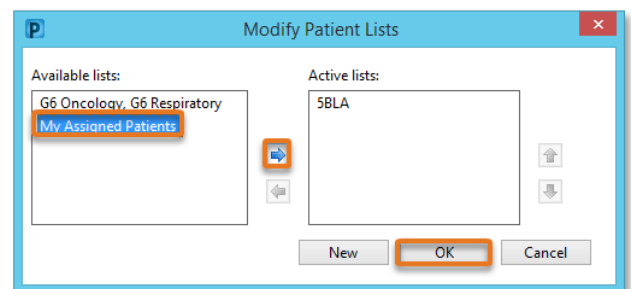 P
Modify Patient Lists
×
Available lists:
Active lists:
G6 Oncology, G6 Respiratory
My Assigned Patients
5BLA
New
OK
Cancel